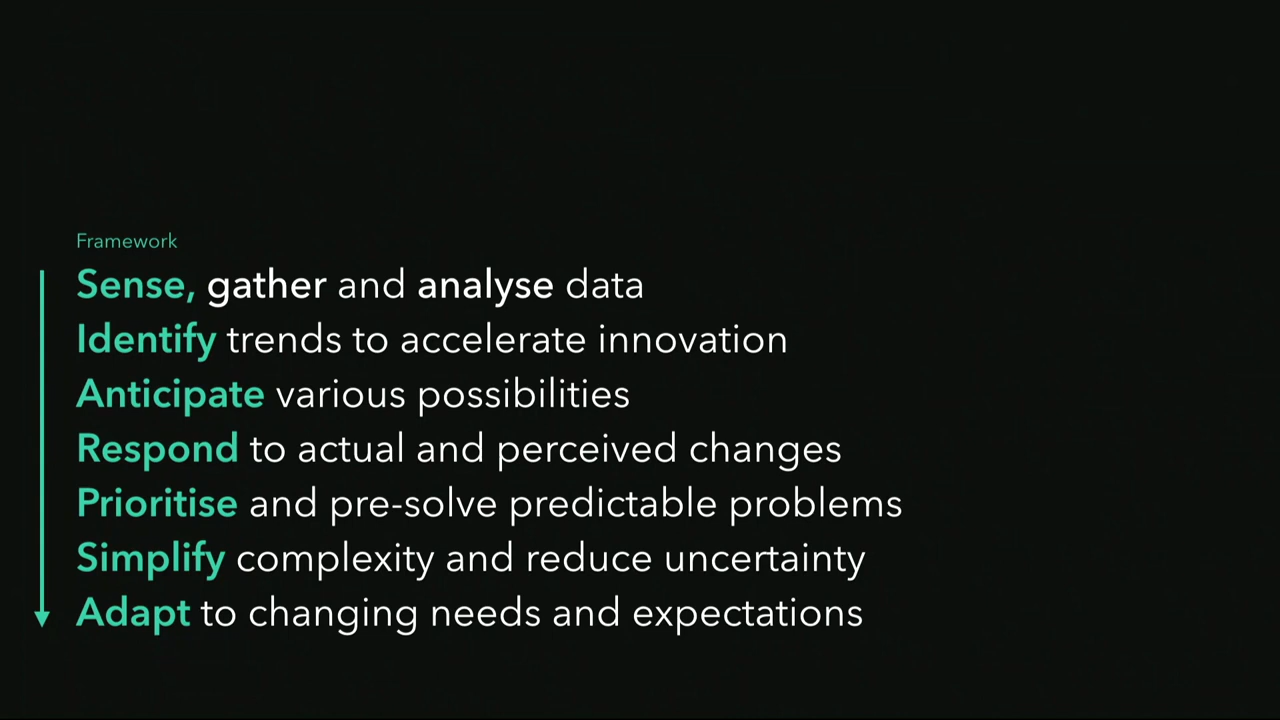 Framework
Sense, gather and analyse data
Identify trends to accelerate innovation
Anticipate various possibilities
Respond to actual and perceived changes
Prioritise and pre-solve predictable problems
Simplify complexity and reduce uncertainty
Adapt to changing needs and expectations